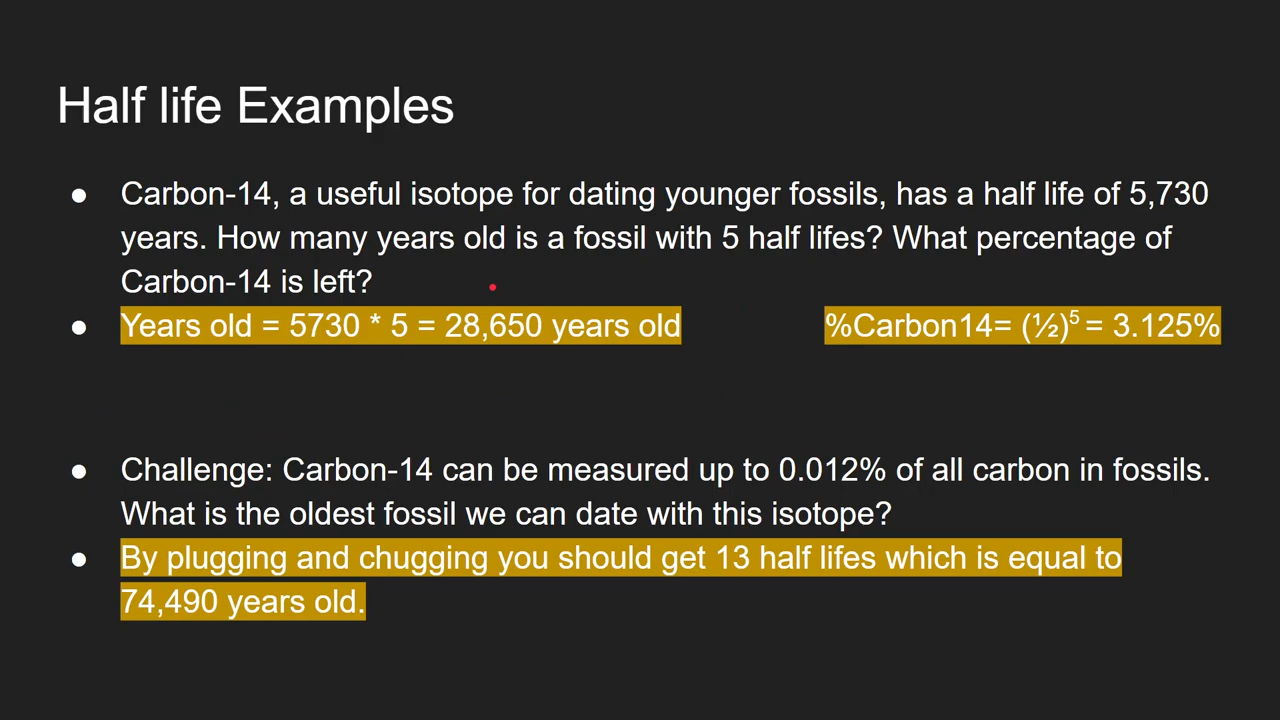 Half life Examples
● Carbon-14, a useful isotope for dating younger fossils, has a half life of 5,730
years. How many years old is a fossil with 5 half lifes? What percentage of
Carbon-14 is left?
● Years old = 5730 * 5 = 28,650 years old %Carbon14= (½)⁵ = 3.125%
● Challenge: Carbon-14 can be measured up to 0.012% of all carbon in fossils.
What is the oldest fossil we can date with this isotope?
● By plugging and chugging you should get 13 half lifes which is equal to
74,490 years old.